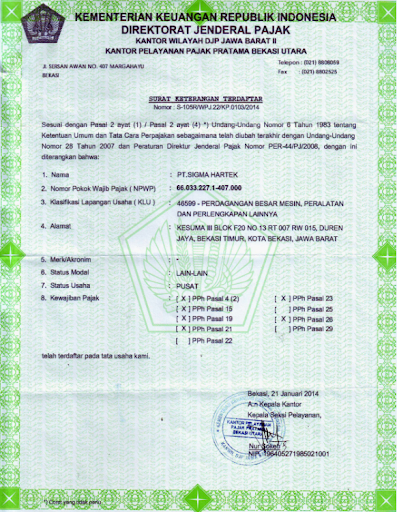 KEMENTERIAN KEUANGAN REPUBLIK INDONESIA
DIREKTORAT JENDERAL PAJAK
KANTOR WILAYAH DJP JAWA BARAT II
KANTOR PELAYANAN PAJAK PRATAMA BEKASI UTARA
JL SERSAN AWAN NO. 407 MARGAHAYU
BEKASI
Telepon : (021) 8808059
Fax : (021) 8802525
SURAT KETERANGAN TERDAFTAR
Nomor : S-105R/WPJ.22/KP.0103/2014
Sesuai dengan Pasal 2 ayat (1) / Pasal 2 ayat (4) *) Undang-Undang Nomor 6 Tahun 1983 tentang
Ketentuan Umum dan Tata Cara Perpajakan sebagaimana telah diubah terakhir dengan Undang-Undang
Nomor 28 Tahun 2007 dan Peraturan Direktur Jenderal Pajak Nomor PER-44/PJ/2008, dengan ini
diterangkan bahwa:
1. Nama : PT.SIGMA HARTEK
2. Nomor Pokok Wajib Pajak ( NPWP) : 66.033.227.1-407.000
3. Klasifikasi Lapangan Usaha ( KLU ) : 46599 - PERDAGANGAN BESAR MESIN, PERALATAN
DAN PERLENGKAPAN LAINNYA
4. Alamat : KESUMA III BLOK F20 NO.13 RT 007 RW 015, DUREN
JAYA, BEKASI TIMUR, KOTA BEKASI, JAWA BARAT
5. Merk/Akronim : -
6. Status Modal : LAIN-LAIN
7. Status Usaha : PUSAT
8. Kewajiban Pajak : [ X ] PPh Pasal 4 (2) [ X ] PPh Pasal 23
[ X ] PPh Pasal 15 [ ] PPh Pasal 25
[ X ] PPh Pasal 19 [ X ] PPh Pasal 26
[ X ] PPh Pasal 21 [ ] PPh Pasal 29
[ ] PPh Pasal 22
telah terdaftar pada tata usaha kami.
Bekasi, 21 Januari 2014
A.n Kepala Kantor
Kepala Seksi Pelayanan,
KANTOR PELAYANAN
PAJAK PRATAMA
BEKASI UTARA
NIP. 196405271985021001
*) Coret yang tidak perlu